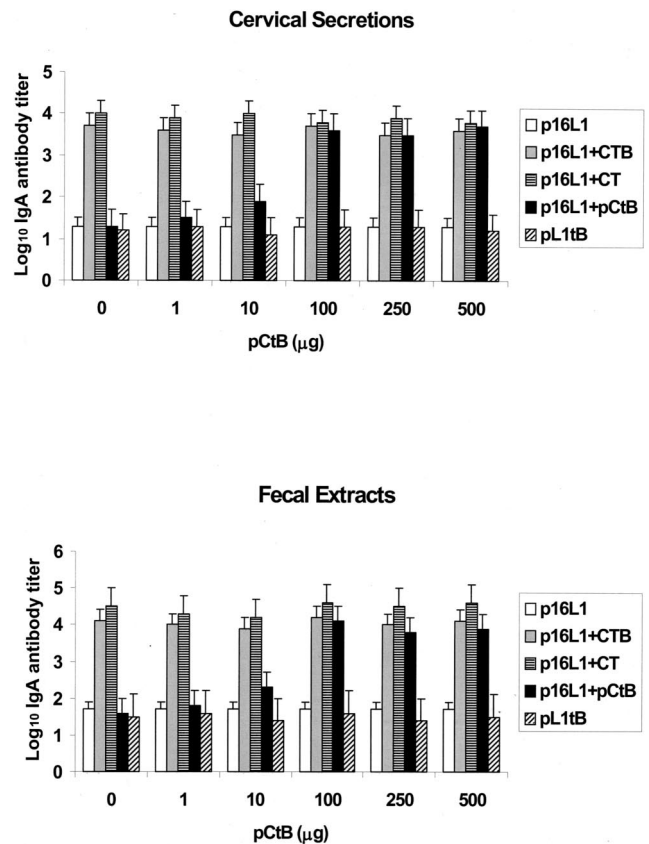 Cervical Secretions
Log10 IgA antibody titer
5
4
3
2
1
0
0 1 10 100 250 500
pCtB (μg)
p16L1
p16L1+CTB
p16L1+CT
p16L1+pCtB
pL1tB
Fecal Extracts
Log10 IgA antibody titer
6
5
4
3
2
1
0
0 1 10 100 250 500
pCtB (μg)
p16L1
p16L1+CTB
p16L1+CT
p16L1+pCtB
pL1tB